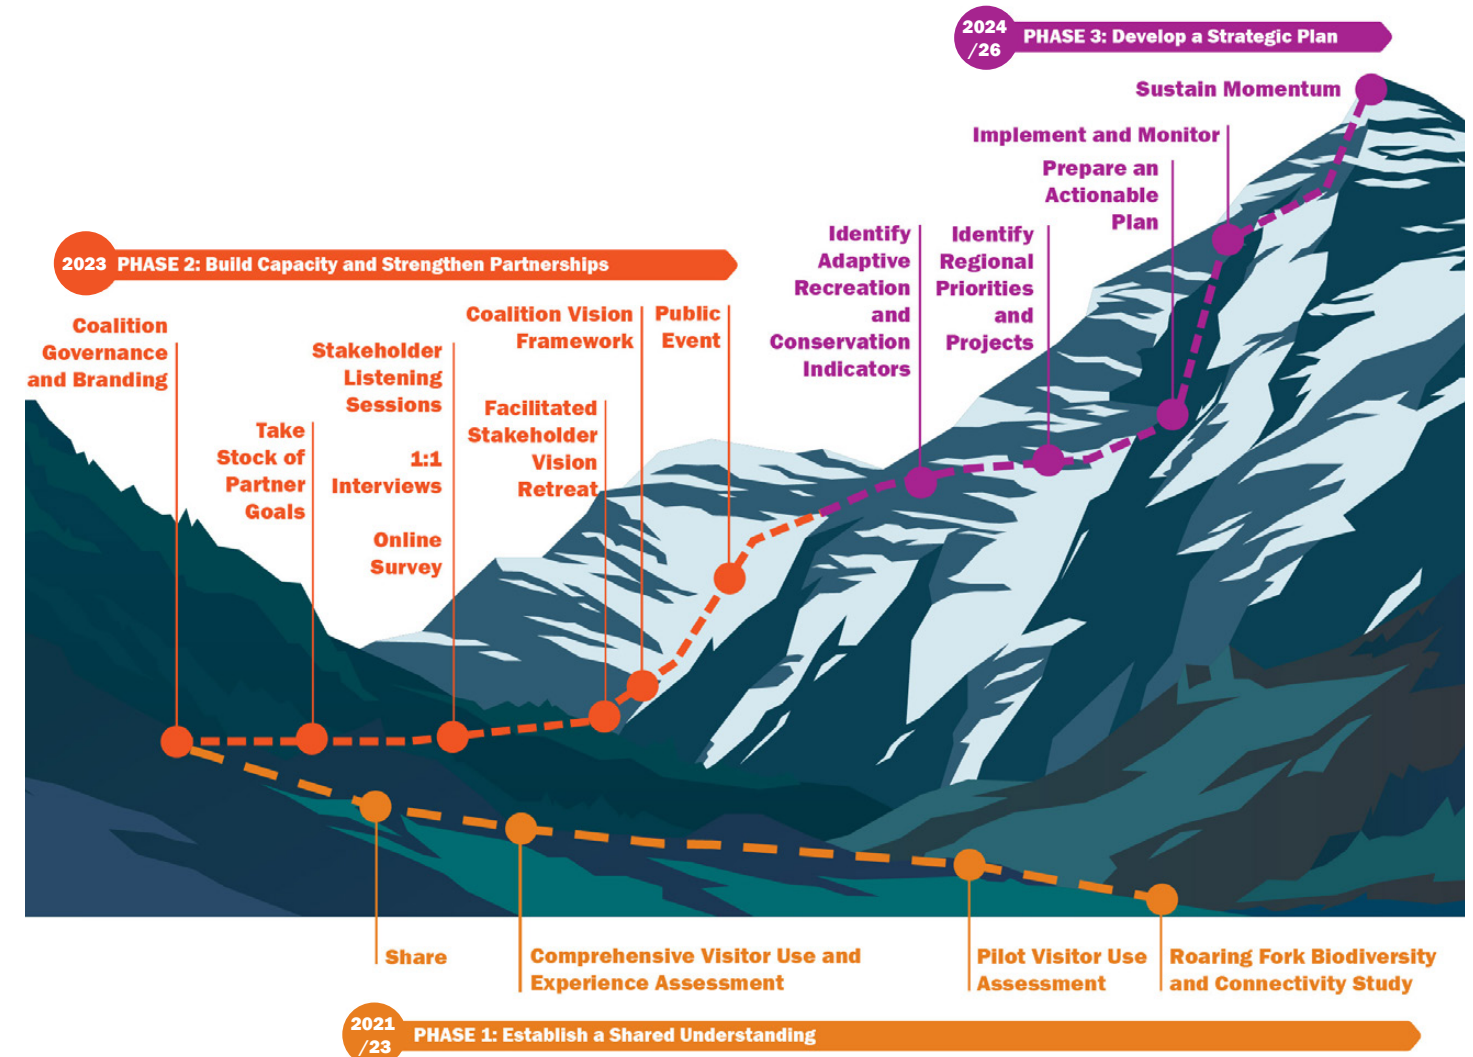 2024
/26
PHASE 3: Develop a Strategic Plan
Sustain Momentum
Implement and Monitor
Prepare an
Actionable
Plan
Identify
Adaptive
Recreation
and
Conservation
Indicators
Identify
Regional
Priorities
and
Projects
2023
PHASE 2: Build Capacity and Strengthen Partnerships
Coalition
Governance
and Branding
Take
Stock of
Partner
Goals
Stakeholder
Listening
Sessions
1:1
Interviews
Online
Survey
Facilitated
Stakeholder
Vision
Retreat
Coalition Vision
Framework
Public
Event
Share
Comprehensive Visitor Use and
Experience Assessment
Pilot Visitor Use
Assessment
Roaring Fork Biodiversity
and Connectivity Study
2021
/23
PHASE 1: Establish a Shared Understanding